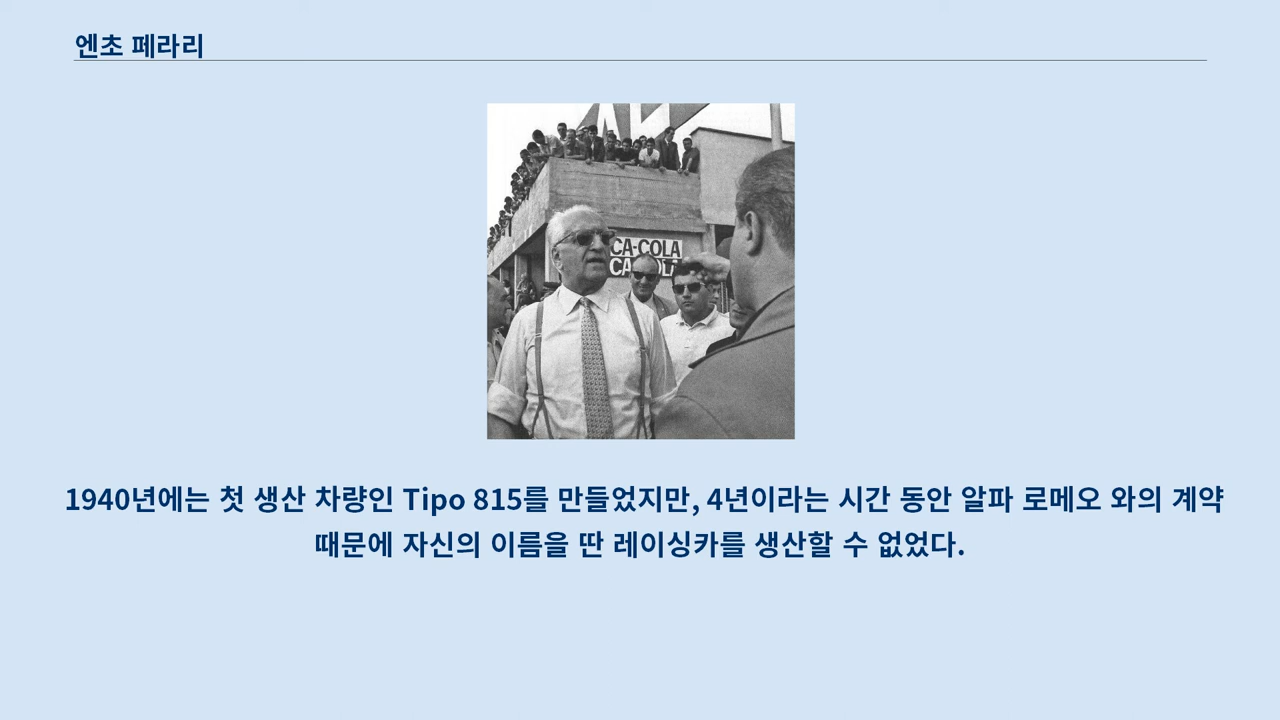 엔초 페라리
CA-COLA
1940년에는 첫 생산 차량인 Tipo 815를 만들었지만, 4년이라는 시간 동안 알파 로메오 와의 계약
때문에 자신의 이름을 딴 레이싱카를 생산할 수 없었다.